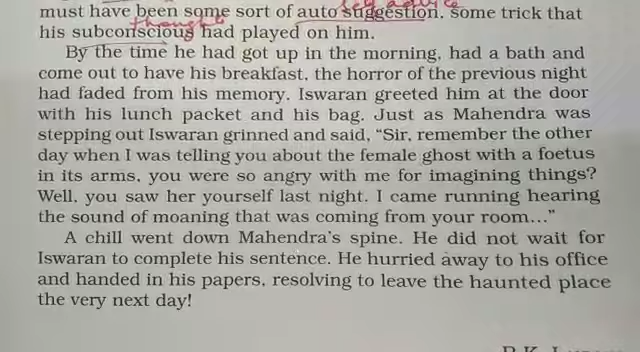 self advice
must have been some sort of auto suggestion, some trick that
thoughts
his subconscious had played on him.
By the time he had got up in the morning, had a bath and
come out to have his breakfast, the horror of the previous night
had faded from his memory. Iswaran greeted him at the door
with his lunch packet and his bag. Just as Mahendra was
stepping out Iswaran grinned and said, “Sir, remember the other
day when I was telling you about the female ghost with a foetus
in its arms, you were so angry with me for imagining things?
Well, you saw her yourself last night. I came running hearing
the sound of moaning that was coming from your room...”
A chill went down Mahendra’s spine. He did not wait for
Iswaran to complete his sentence. He hurried away to his office
and handed in his papers, resolving to leave the haunted place
the very next day!